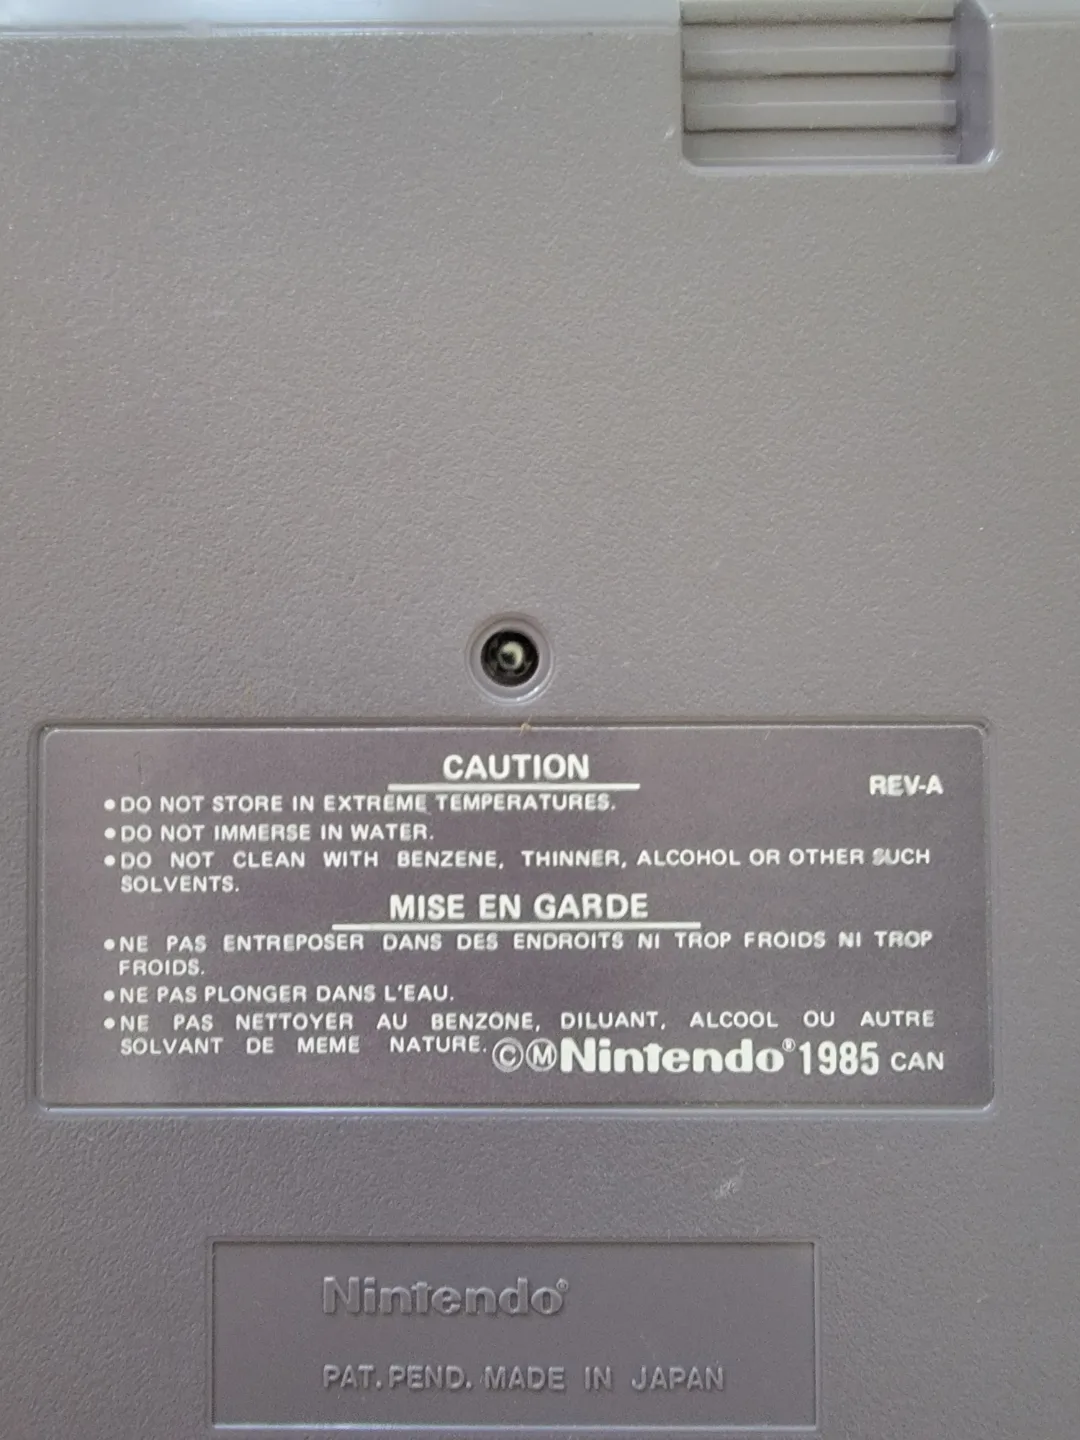 CAUTION
REV-A
•DO NOT STORE IN EXTREME TEMPERATURES.
•DO NOT IMMERSE IN WATER.
•DO NOT CLEAN WITH BENZENE, THINNER, ALCOHOL OR OTHER SUCH
SOLVENTS.
MISE EN GARDE
•NE PAS ENTREPOSER DANS DES ENDROITS NI TROP FROIDS NI TROP
FROIDS.
•NE PAS PLONGER DANS L'EAU.
•NE PAS NETTOYER AU BENZONE, DILUANT, ALCOOL OU AUTRE
SOLVANT DE MEME NATURE.
©ⓂNintendo®1985 CAN
Nintendo®
PAT. PEND. MADE IN JAPAN